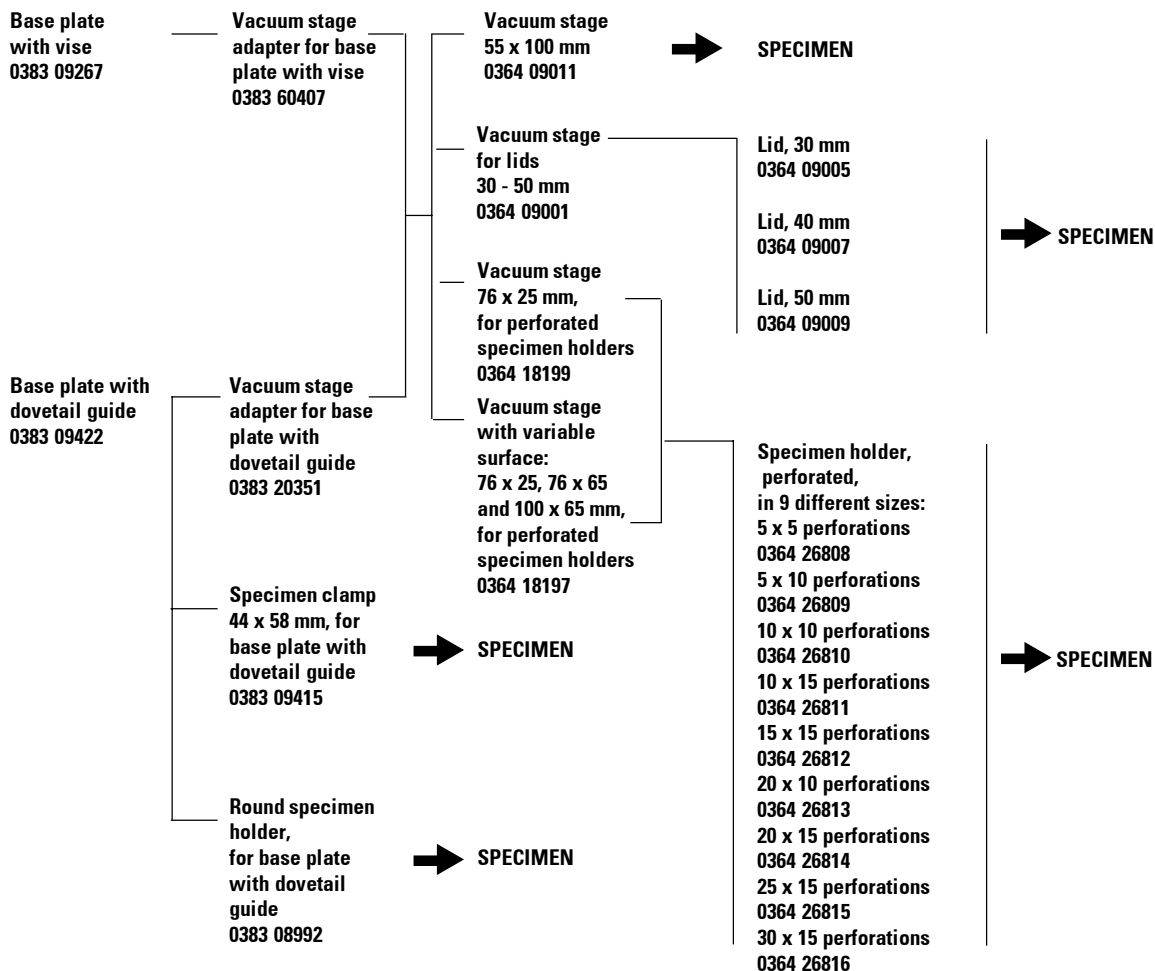 Base plate
with vise
0383 09267
Vacuum stage
adapter for base
plate with vise
0383 60407
Vacuum stage
55 x 100 mm
0364 09011
SPECIMEN
Vacuum stage
for lids
30 - 50 mm
0364 09001
Lid, 30 mm
0364 09005
Lid, 40 mm
0364 09007
Lid, 50 mm
0364 09009
SPECIMEN
Vacuum stage
76 x 25 mm,
for perforated
specimen holders
0364 18199
Base plate with
dovetail guide
0383 09422
Vacuum stage
adapter for base
plate with
dovetail guide
0383 20351
Vacuum stage
with variable
surface:
76 x 25, 76 x 65
and 100 x 65 mm,
for perforated
specimen holders
0364 18197
Specimen holder,
perforated,
in 9 different sizes:
5 x 5 perforations
0364 26808
5 x 10 perforations
0364 26809
10 x 10 perforations
0364 26810
10 x 15 perforations
0364 26811
15 x 15 perforations
0364 26812
20 x 10 perforations
0364 26813
20 x 15 perforations
0364 26814
25 x 15 perforations
0364 26815
30 x 15 perforations
0364 26816
SPECIMEN
Specimen clamp
44 x 58 mm, for
base plate with
dovetail guide
0383 09415
SPECIMEN
Round specimen
holder,
for base plate
with dovetail
guide
0383 08992
SPECIMEN